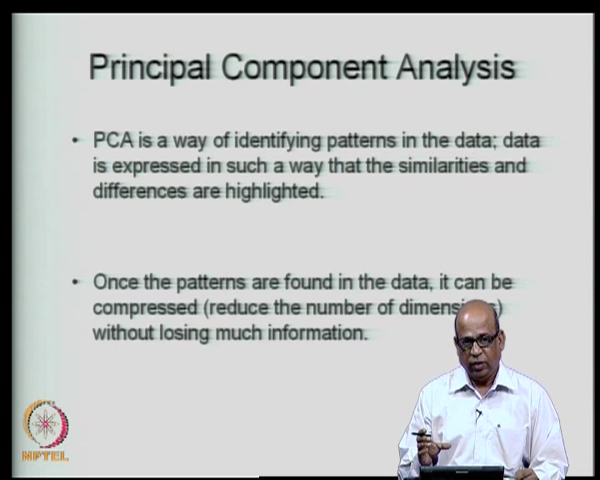 Principal Component Analysis
• PCA is a way of identifying patterns in the data; data
is expressed in such a way that the similarities and
differences are highlighted.
• Once the patterns are found in the data, it can be
compressed (reduce the number of dimensions)
without losing much information.
NPTEL